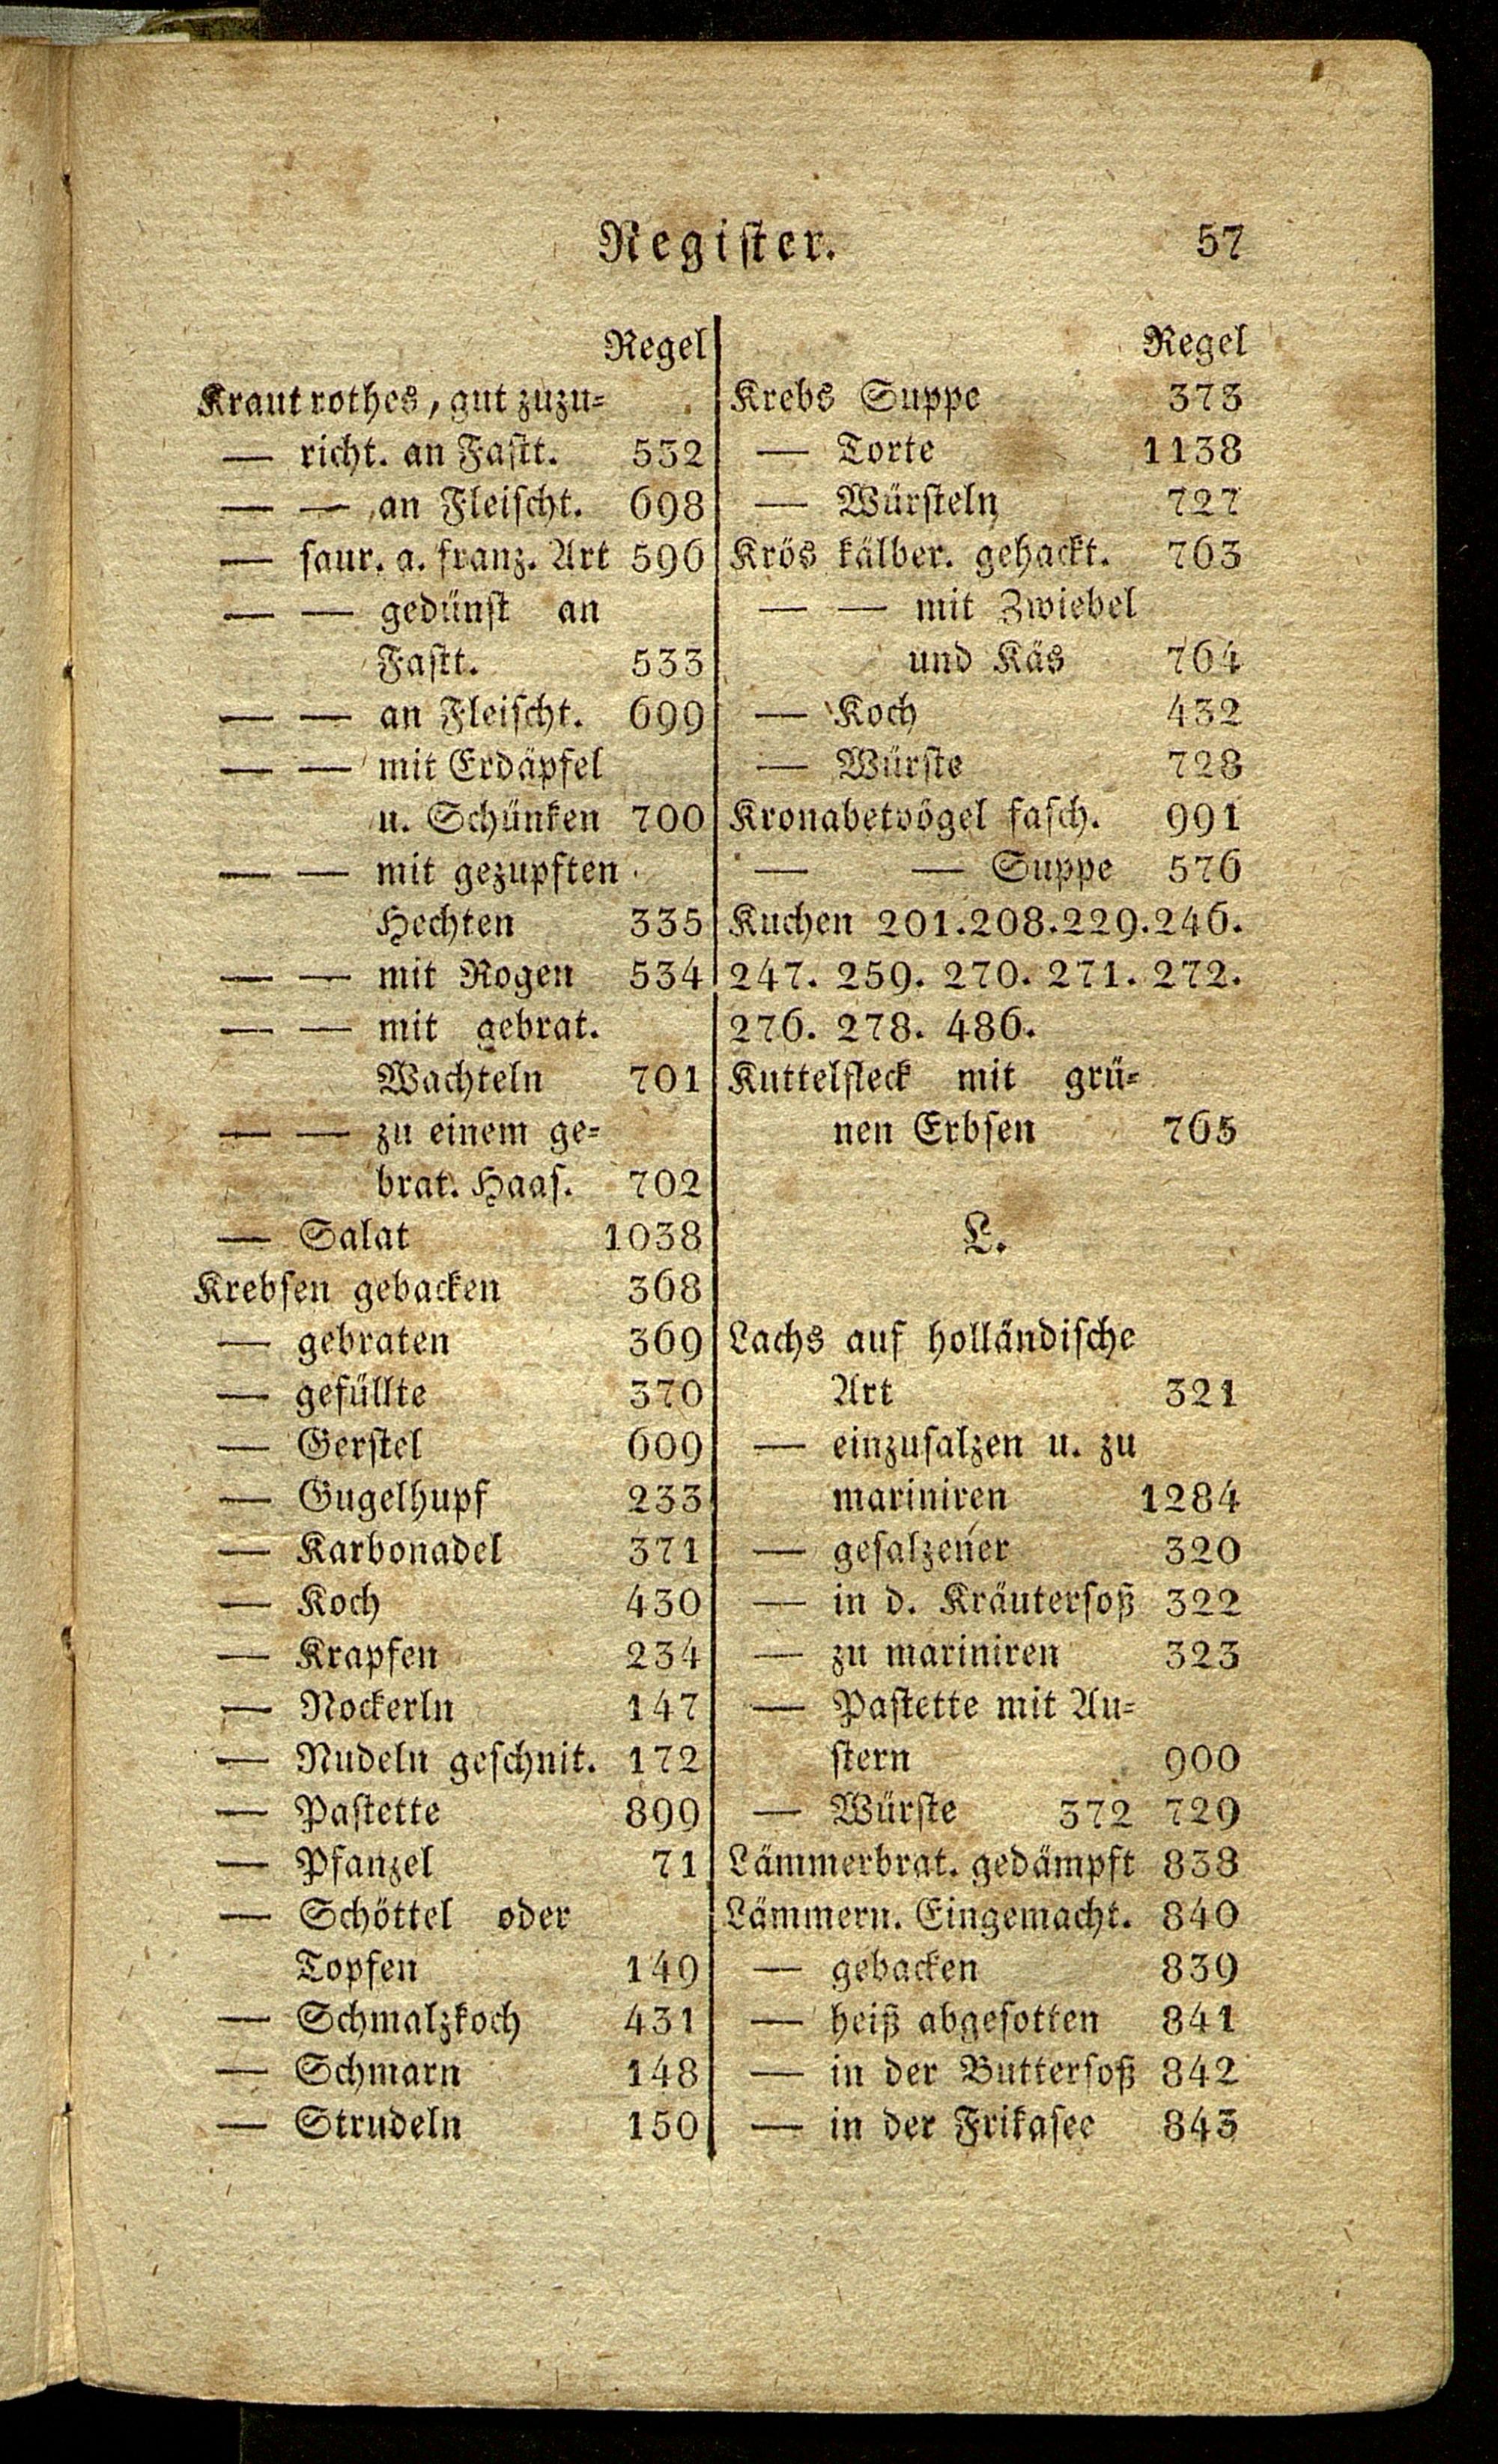 Register. 57
Regel
Kraut rothes, gut zuzu-
— richt. an Fastt. 532
— — an Fleischt. 698
— saur. a. franz. Art 596
— — gedünst an
Fastt. 533
— — an Fleischt. 699
— — mit Erdäpfel
u. Schünken 700
— — mit gezupften
Hechten 335
— — mit Rogen 534
— — mit gebrat.
Wachteln 701
— — zu einem ge-
brat. Haas. 702
— Salat 1038
Krebsen gebacken 368
— gebraten 369
— gefüllte 370
— Gerstel 609
— Gugelhupf 233
— Karbonadel 371
— Koch 430
— Krapfen 234
— Nockerln 147
— Nudeln geschnit. 172
— Pastette 899
— Pfanzel 71
— Schöttel oder
Topfen 149
— Schmalzkoch 431
— Schmarn 148
— Strudeln 150
Regel
Krebs Suppe 373
— Torte 1138
— Würsteln 727
Krös kälber. gehackt. 763
— — mit Zwiebel
und Käs 764
— Koch 432
— Würste 728
Kronabetvögel fasch. 991
— — Suppe 576
Kuchen 201.208.229.246.
247. 259. 270. 271. 272.
276. 278. 486.
Kuttelfleck mit grü-
nen Erbsen 765
L.
Lachs auf holländische
Art 321
— einzusalzen u. zu
mariniren 1284
— gesalzener 320
— in d. Kräutersoß 322
— zu mariniren 323
— Pastette mit Au-
stern 900
— Würste 372 729
Lämmerbrat. gedämpft 838
Lämmern. Eingemacht. 840
— gebacken 839
— heiß abgesotten 841
— in der Buttersoß 842
— in der Frikasee 843